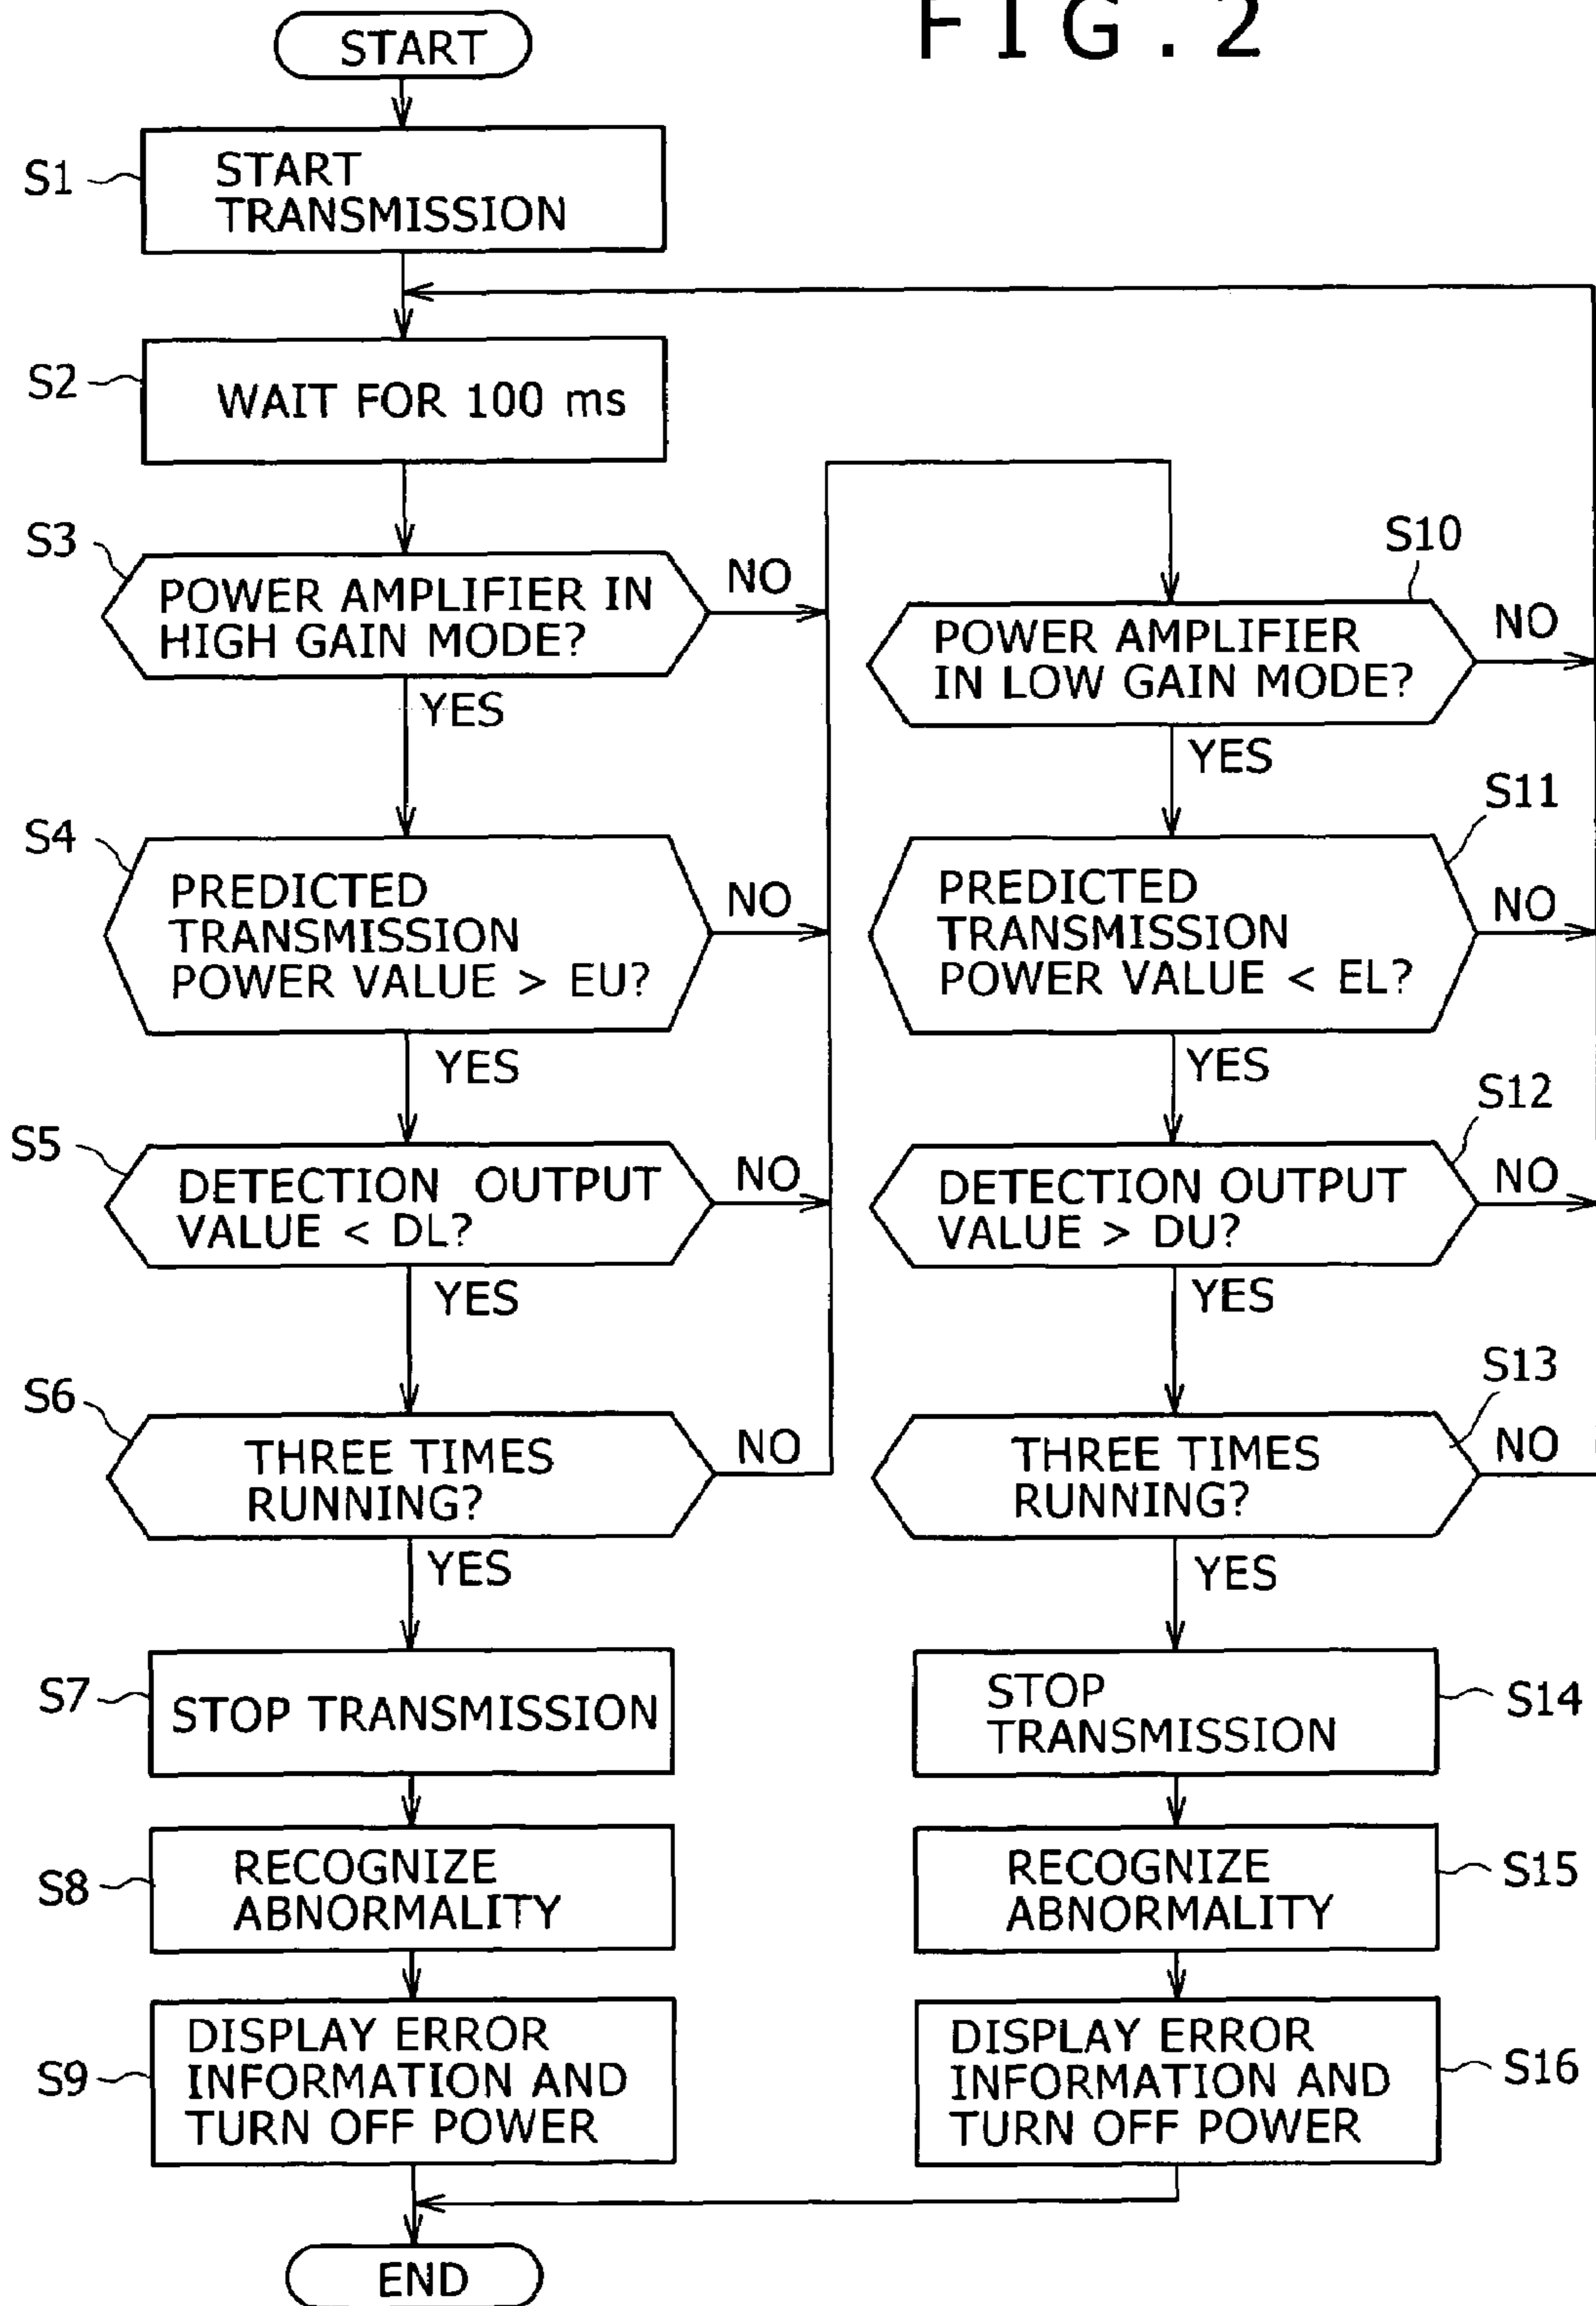 FIG.2
START
S1
START
TRANSMISSION
S2
WAIT FOR 100 ms
S3
POWER AMPLIFIER IN
HIGH GAIN MODE?
NO
YES
S4
PREDICTED
TRANSMISSION
POWER VALUE > EU?
NO
YES
S5
DETECTION OUTPUT
VALUE < DL?
NO
YES
S6
THREE TIMES
RUNNING?
NO
YES
S7
STOP TRANSMISSION
S8
RECOGNIZE
ABNORMALITY
S9
DISPLAY ERROR
INFORMATION AND
TURN OFF POWER
S10
POWER AMPLIFIER
IN LOW GAIN MODE?
NO
YES
S11
PREDICTED
TRANSMISSION
POWER VALUE < EL?
NO
YES
S12
DETECTION OUTPUT
VALUE > DU?
NO
YES
S13
THREE TIMES
RUNNING?
NO
YES
STOP
TRANSMISSION
S14
RECOGNIZE
ABNORMALITY
S15
DISPLAY ERROR
INFORMATION AND
TURN OFF POWER
S16
END